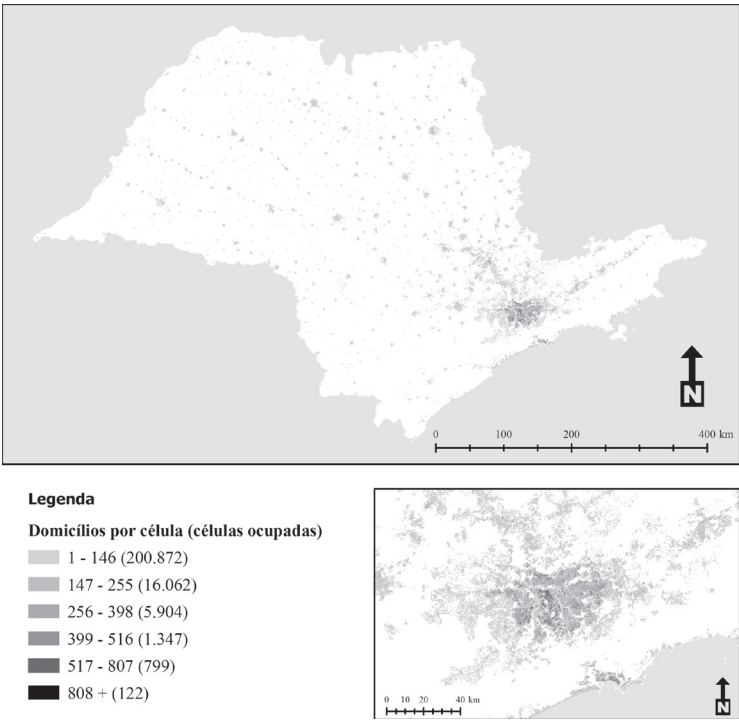 N
0 100 200 400 km
Legenda
Domicílios por célula (células ocupadas)
1 - 146 (200.872)
147 - 255 (16.062)
256 - 398 (5.904)
399 - 516 (1.347)
517 - 807 (799)
808 + (122)
0 10 20 40 km
N